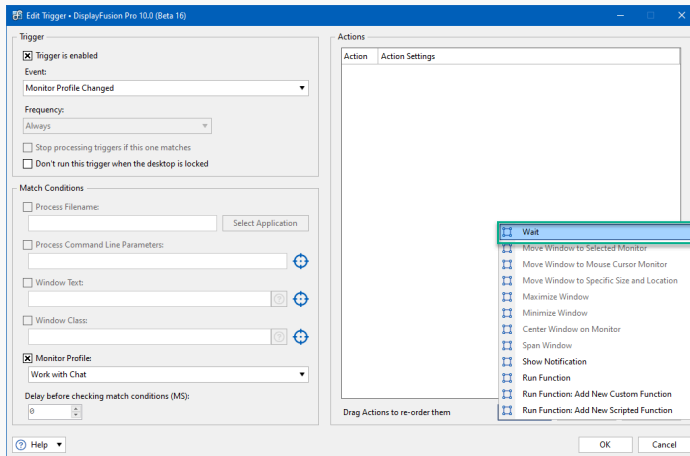 Edit Trigger • DisplayFusion Pro 10.0 (Beta 16)
Trigger
Trigger is enabled
Event:
Monitor Profile Changed
Frequency:
Always
Stop processing triggers if this one matches
Don't run this trigger when the desktop is locked
Match Conditions
Process Filename:
Select Application
Process Command Line Parameters:
Window Text:
Window Class:
Monitor Profile:
Work with Chat
Delay before checking match conditions (MS):
0
Actions
Action Action Settings
Wait
Move Window to Selected Monitor
Move Window to Mouse Cursor Monitor
Move Window to Specific Size and Location
Maximize Window
Minimize Window
Center Window on Monitor
Span Window
Show Notification
Run Function
Run Function: Add New Custom Function
Run Function: Add New Scripted Function
Drag Actions to re-order them
Help
OK
Cancel